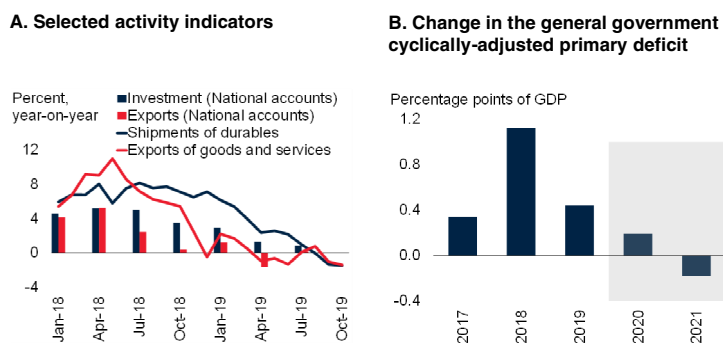 A. Selected activity indicators
Percent,
year-on-year
Investment (National accounts)
Exports (National accounts)
Shipments of durables
Exports of goods and services
12
8
4
0
-4
Jan-18
Apr-18
Jul-18
Oct-18
Jan-19
Apr-19
Jul-19
Oct-19
B. Change in the general government
cyclically-adjusted primary deficit
Percentage points of GDP
1.2
0.8
0.4
0.0
-0.4
2017
2018
2019
2020
2021